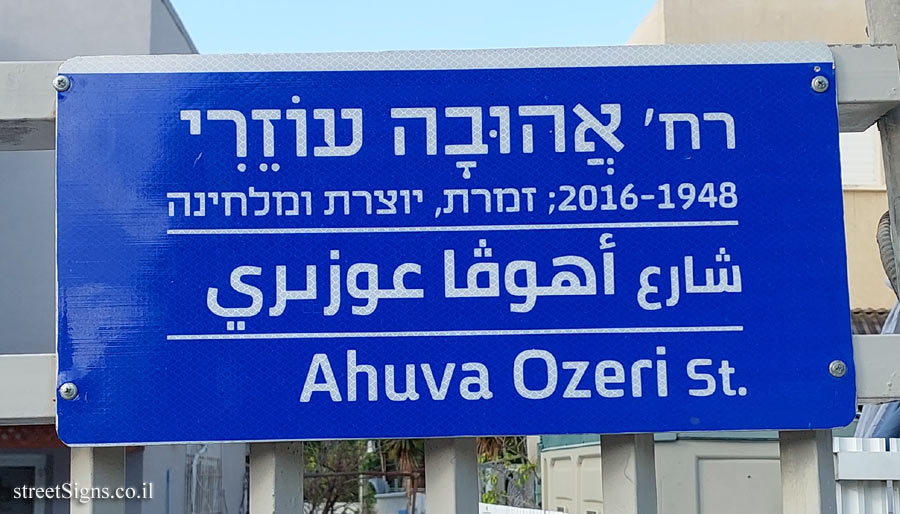 רח' אֲהוּבָה עוֹזֵרִי
2016-1948; זמרת, יוצרת ומלחינה
شارع أهوڤا عوزيري
Ahuva Ozeri St.
streetSigns.co.il